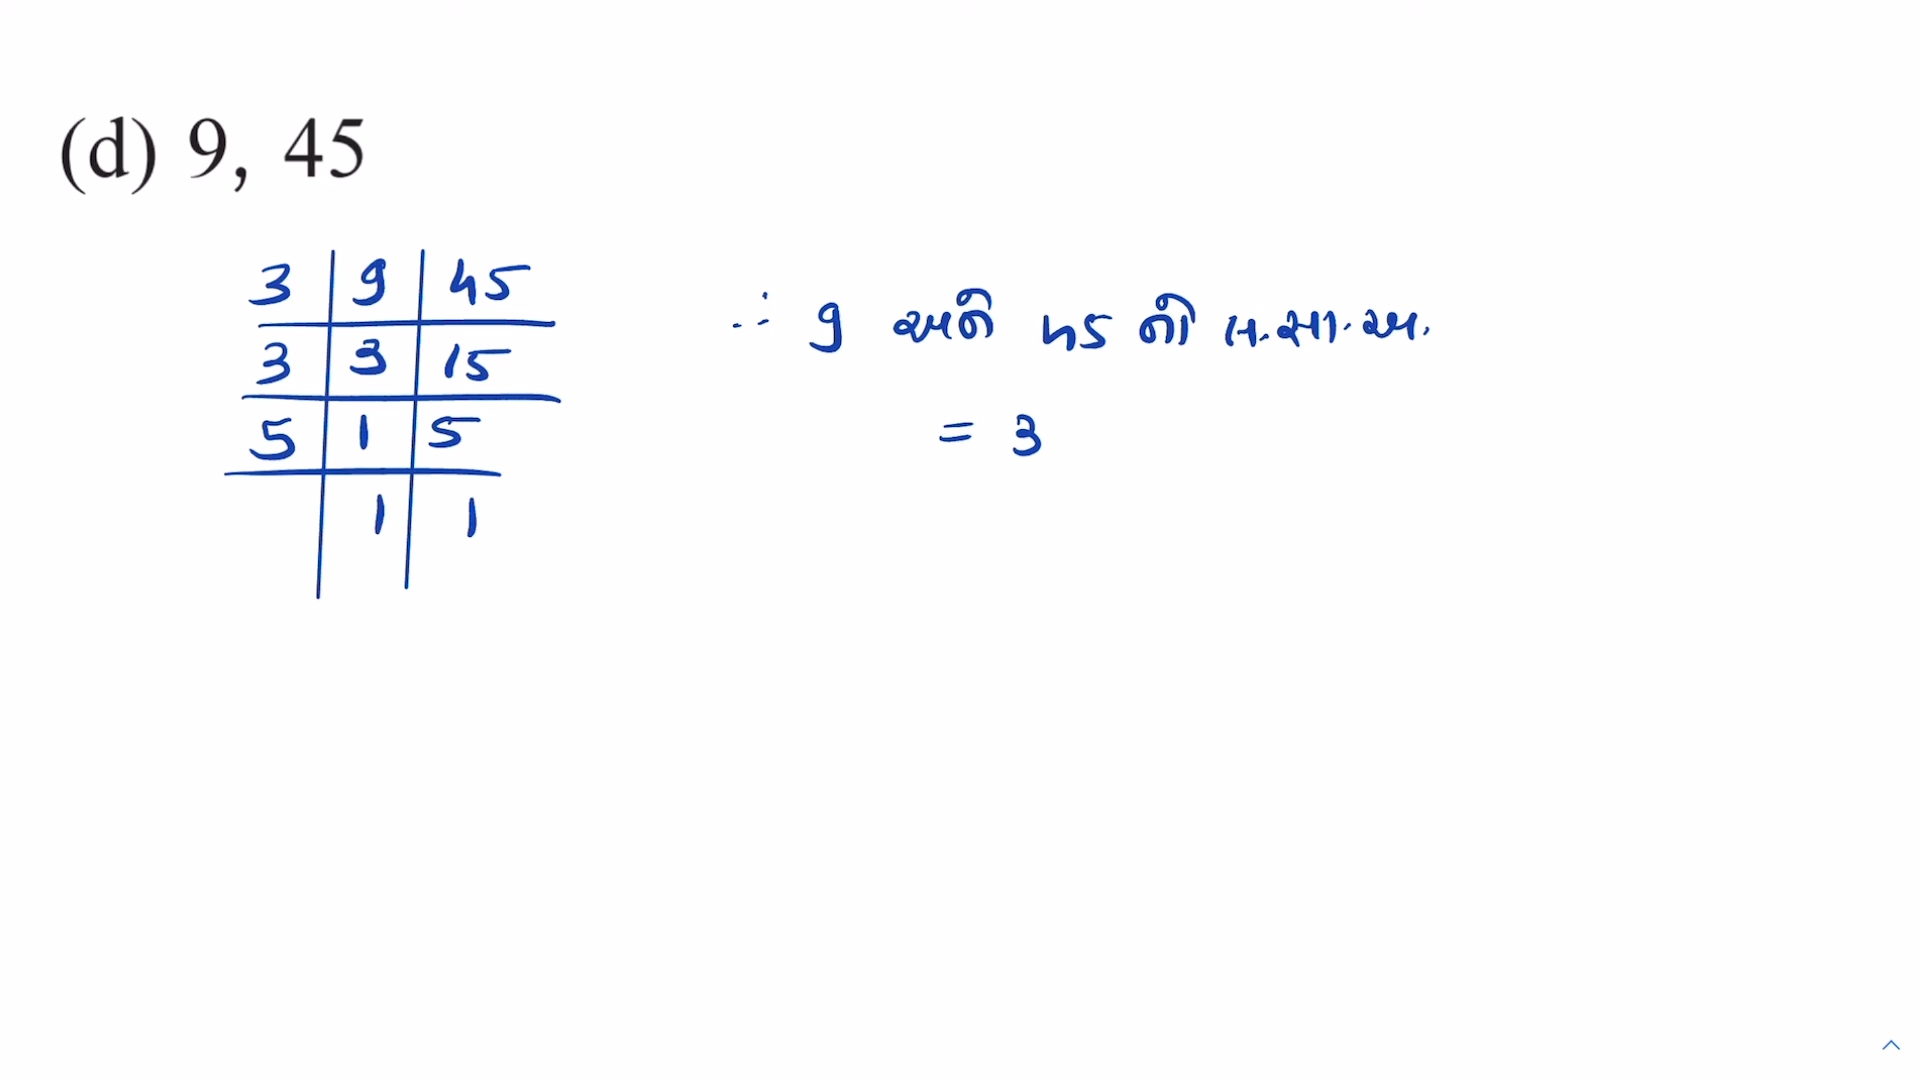 (d) 9, 45
3 | 9 | 45
3 | 3 | 15
5 | 1 | 5
1 | 1
∴ 9 અને 45 નો લ.સા.અ.
= 3